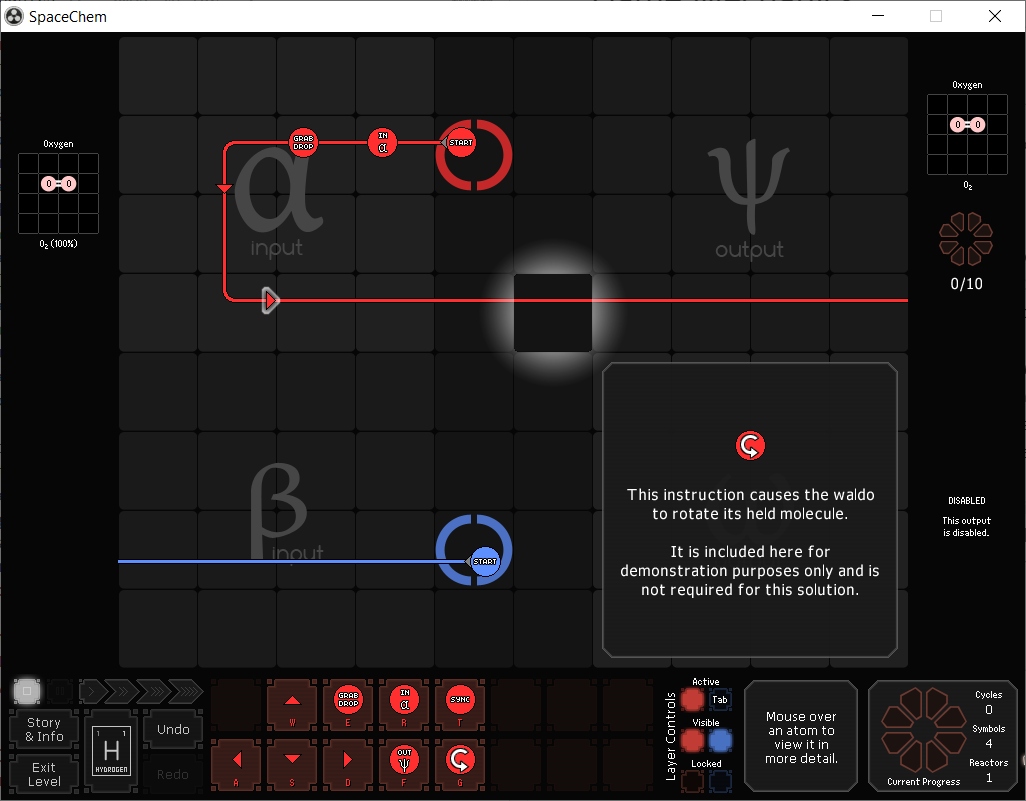 SpaceChem
Oxygen
O=O
O₂ (100%)
GRAB
DROP
IN
α
START
α
input
ψ
output
β
input
START
Oxygen
O=O
O₂
0/10
This instruction causes the waldo
to rotate its held molecule.
It is included here for
demonstration purposes only and is
not required for this solution.
DISABLED
This output
is disabled.
Story
& Info
Exit
Level
1 1
H
HYDROGEN
Undo
Redo
W
GRAB
DROP
E
IN
α
R
SYNC
T
A
S
D
OUT
ψ
F
G
Layer Controls
Active
Tab
Visible
Locked
Mouse over
an atom to
view it in
more detail.
Cycles
0
Symbols
4
Reactors
1
Current Progress